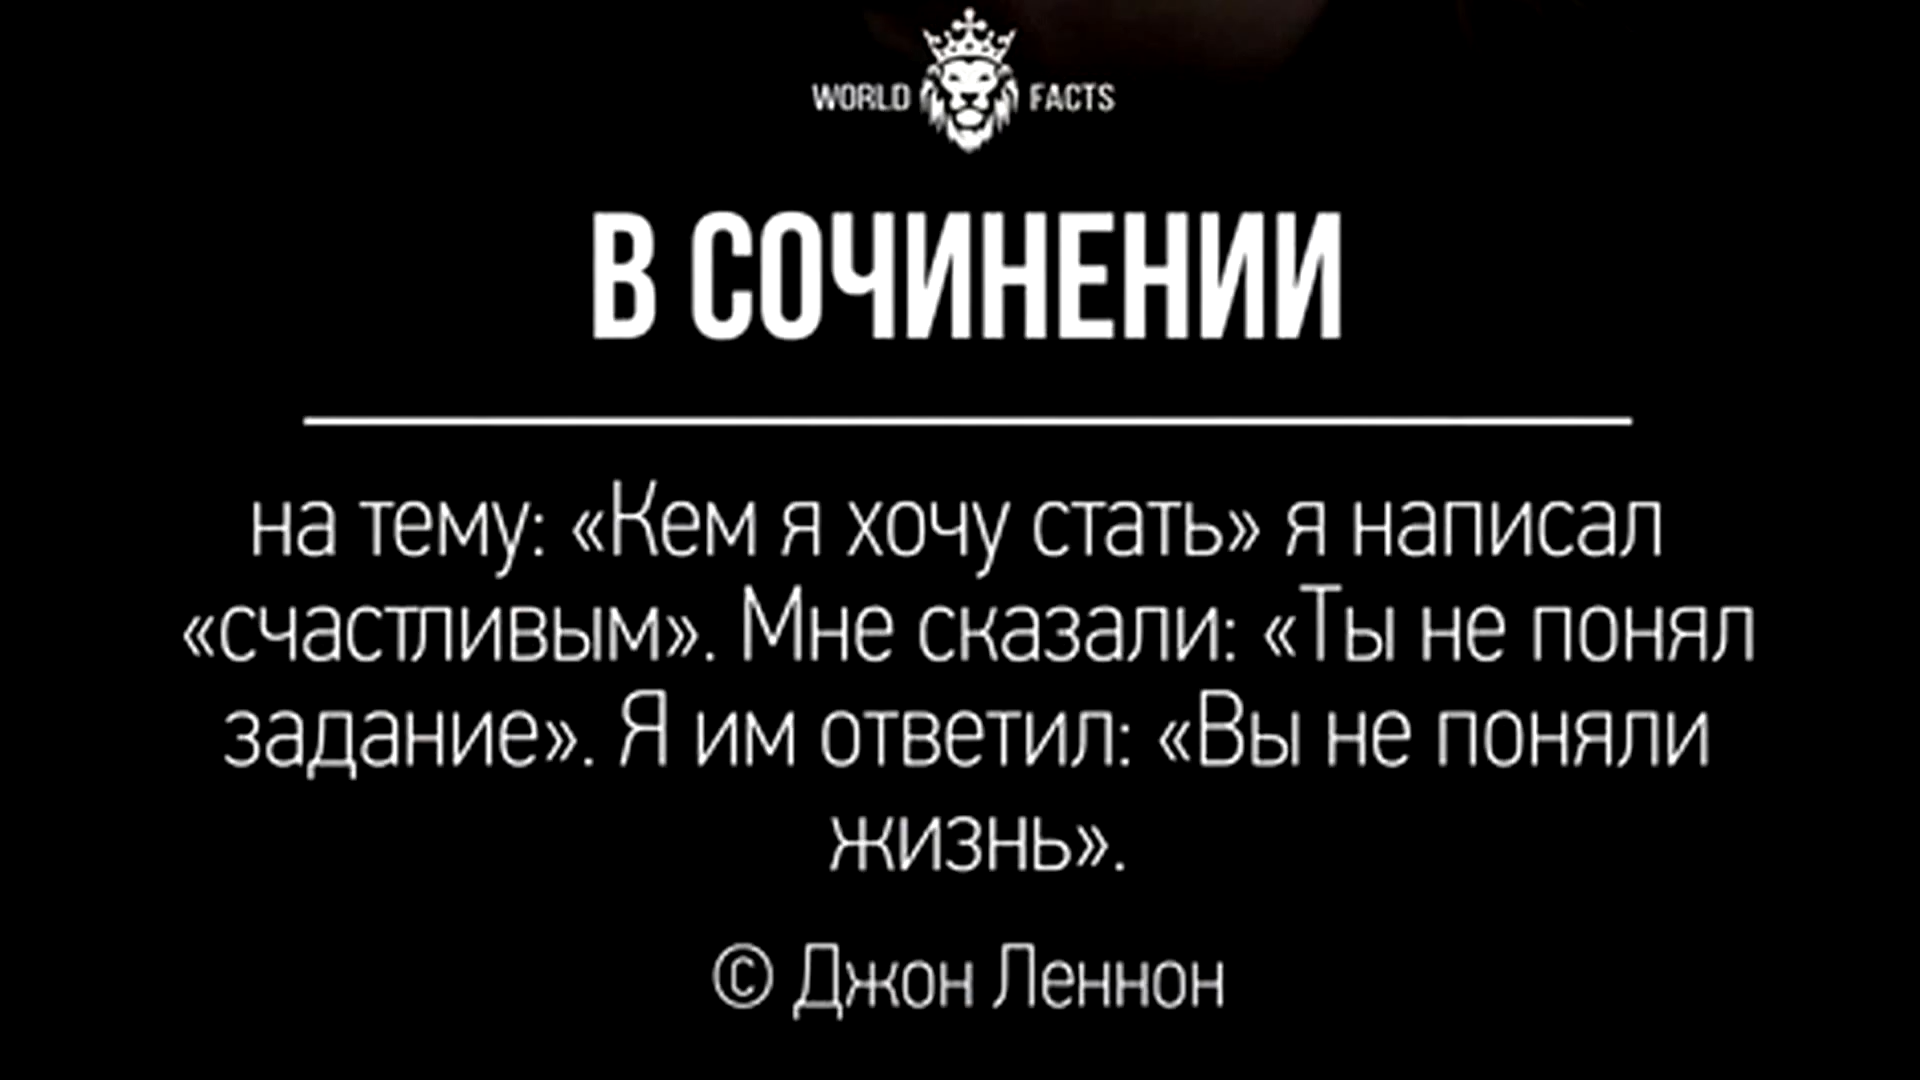 WORLD FACTS
В СОЧИНЕНИИ
на тему: «Кем я хочу стать» я написал
«счастливым». Мне сказали: «Ты не понял
задание». Я им ответил: «Вы не поняли
жизнь».
© Джон Леннон